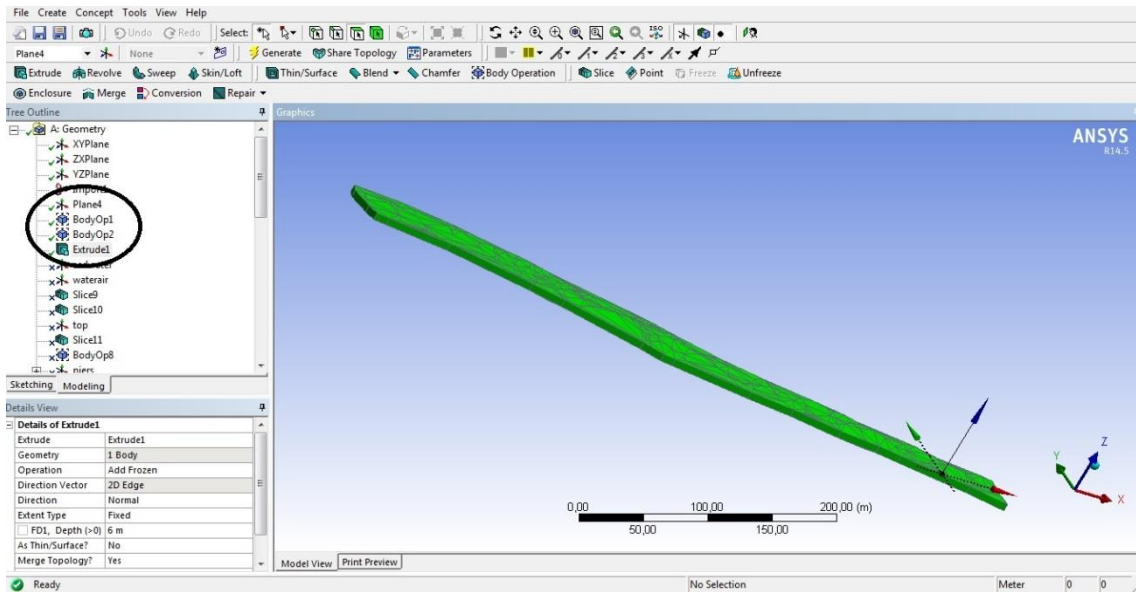 File Create Concept Tools View Help
Undo Redo Select:
Plane4 None Generate Share Topology Parameters
Extrude Revolve Sweep Skin/Loft Thin/Surface Blend Chamfer Body Operation Slice Point Freeze Unfreeze
Enclosure Merge Conversion Repair
Tree Outline
A: Geometry
XYPlane
ZXPlane
YZPlane
Plane4
BodyOp1
BodyOp2
Extrude1
waterair
Slice9
Slice10
top
Slice11
BodyOp8
piers
Sketching Modeling
Details View
Details of Extrude1
Extrude Extrude1
Geometry 1 Body
Operation Add Frozen
Direction Vector 2D Edge
Direction Normal
Extent Type Fixed
FD1, Depth (>0) 6 m
As Thin/Surface? No
Merge Topology? Yes
Graphics
ANSYS
R14.5
Z
Y
X
0,00 100,00 200,00 (m)
50,00 150,00
Model View Print Preview
Ready No Selection Meter 0 0